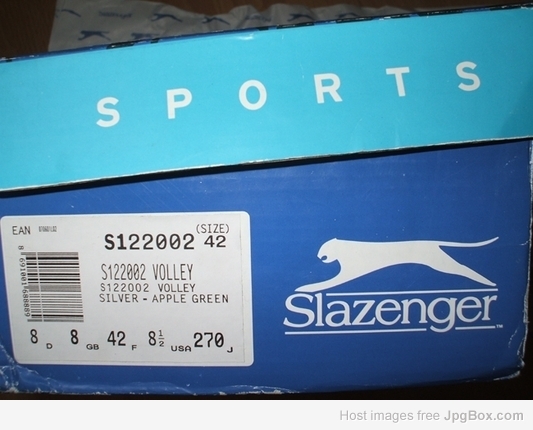 SPORTS
EAN
(SIZE)
S122002 42
S122002 VOLLEY
S122002 VOLLEY
SILVER - APPLE GREEN
8 D 8 GB 42 F 8½ USA 270 J
Slazenger
Host images free JpgBox.com